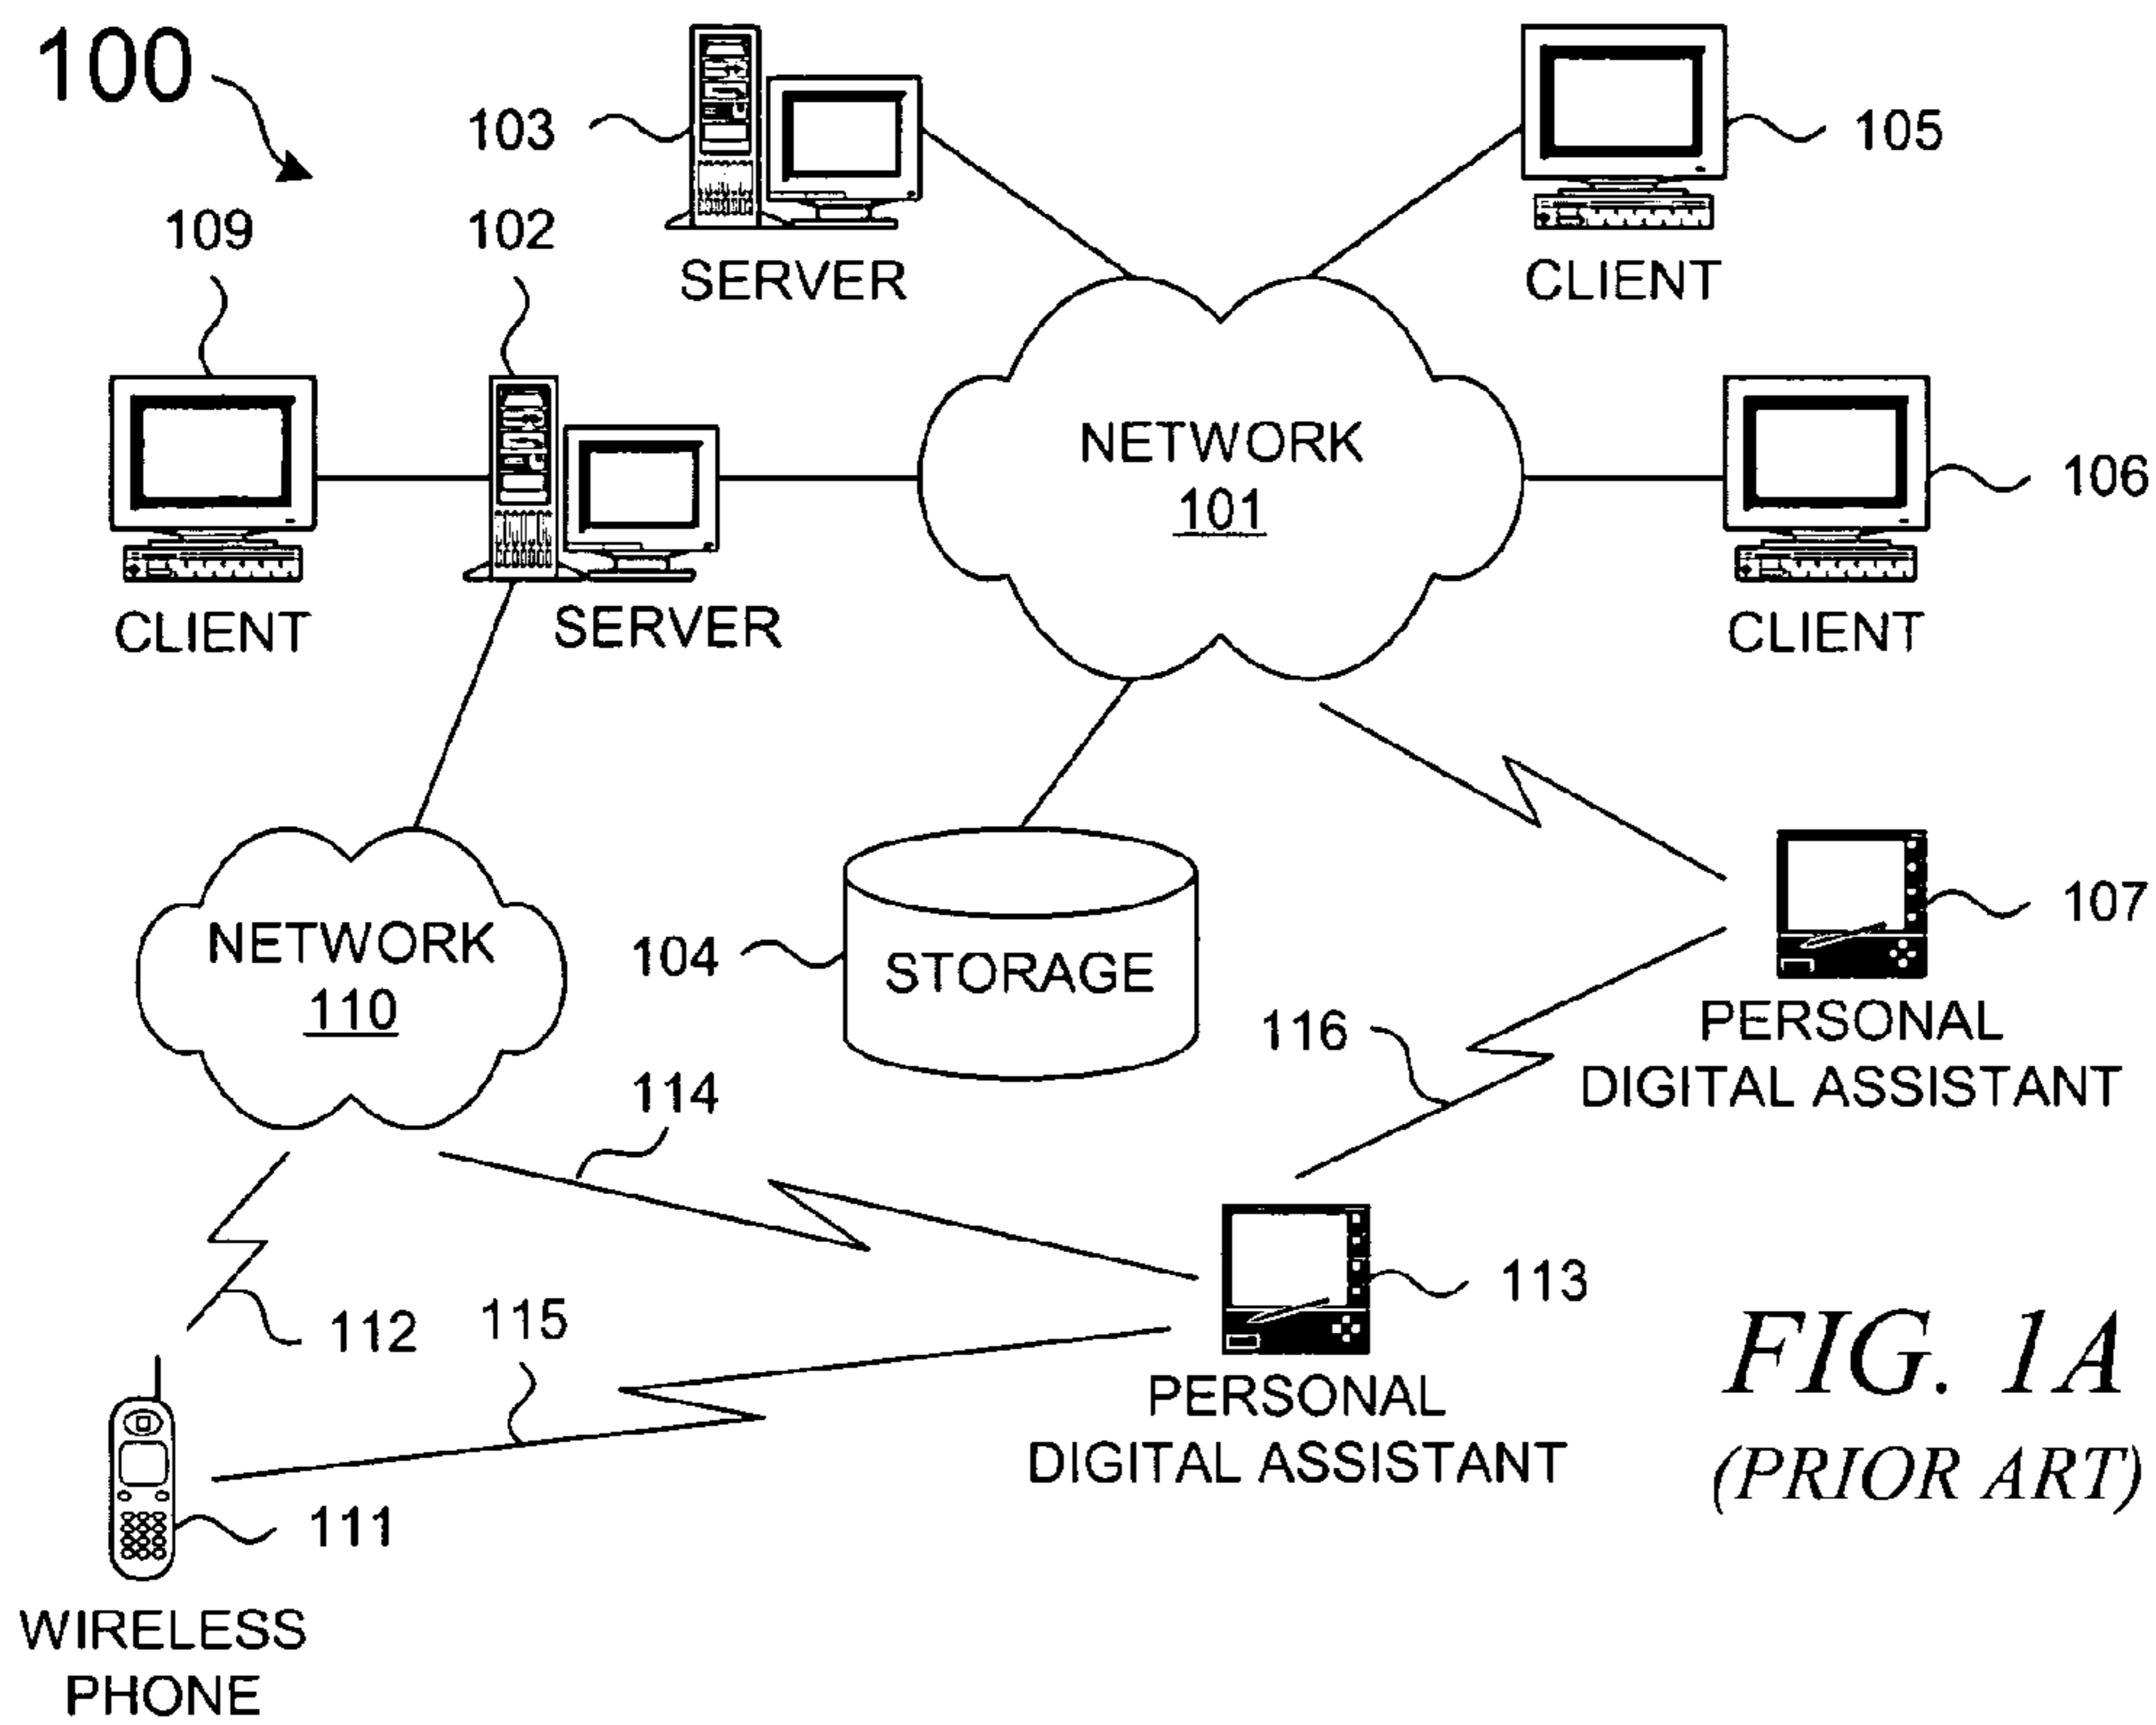 100
103
105
109
102
SERVER
CLIENT
NETWORK
101
106
CLIENT
SERVER
CLIENT
NETWORK
110
104
STORAGE
107
PERSONAL
DIGITAL ASSISTANT
116
114
113
112
115
PERSONAL
DIGITAL ASSISTANT
111
WIRELESS
PHONE
FIG. 1A
(PRIOR ART)